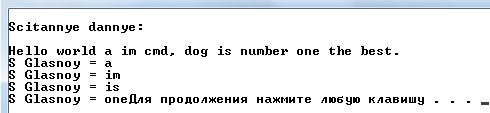 Scitannye dannye:
Hello world a im cmd, dog is number one the best.
S Glasnoy = a
S Glasnoy = im
S Glasnoy = is
S Glasnoy = oneДля продолжения нажмите любую клавишу . . . _